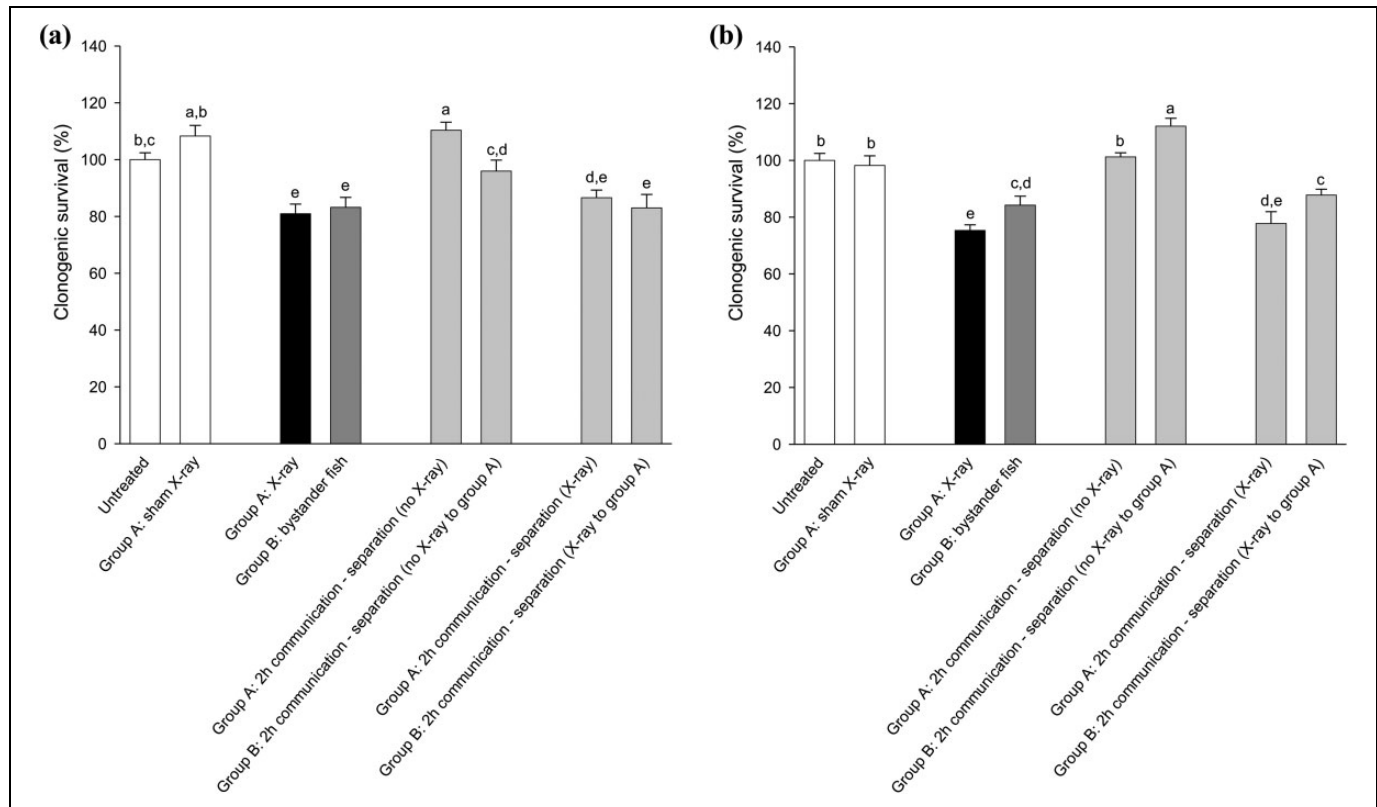 (a)
140
120
100
80
60
40
20
0
Clonogenic survival (%)
b,c
a,b
e
e
a
c,d
d,e
e
Untreated
Group A: sham X-ray
Group A: X-ray
Group B: bystander fish
Group A: 2h communication - separation (no X-ray)
Group B: 2h communication - separation (no X-ray to group A)
Group A: 2h communication - separation (X-ray)
Group B: 2h communication - separation (X-ray to group A)
(b)
140
120
100
80
60
40
20
0
Clonogenic survival (%)
b
b
e
c,d
b
a
d,e
c
Untreated
Group A: sham X-ray
Group A: X-ray
Group B: bystander fish
Group A: 2h communication - separation (no X-ray)
Group B: 2h communication - separation (no X-ray to group A)
Group A: 2h communication - separation (X-ray)
Group B: 2h communication - separation (X-ray to group A)